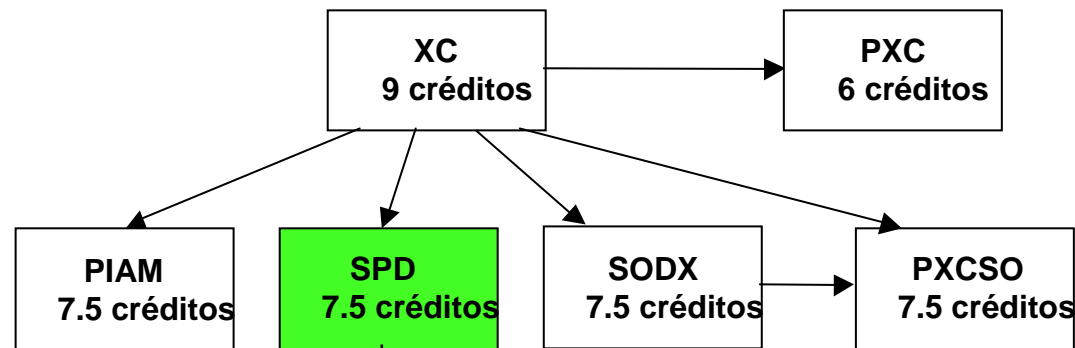 XC
9 créditos
PXC
6 créditos
PIAM
7.5 créditos
SPD
7.5 créditos
SODX
7.5 créditos
PXCSO
7.5 créditos